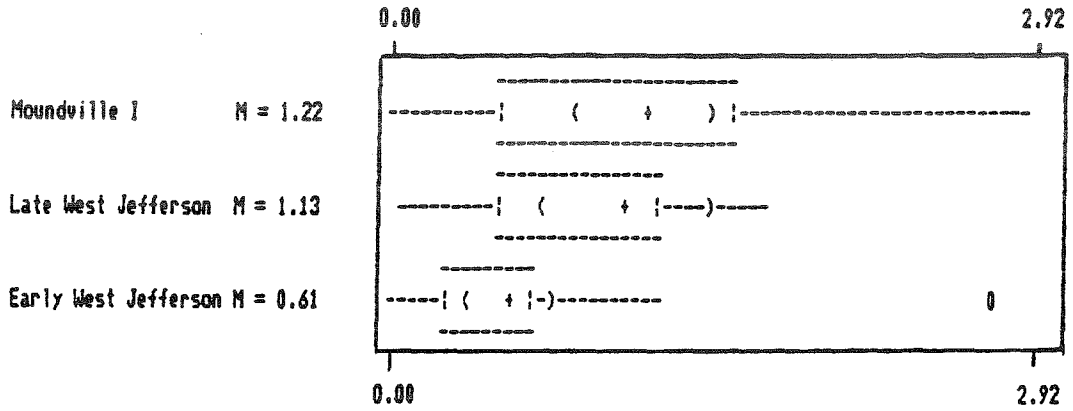 0.00 2.92
Moundville I M = 1.22
Late West Jefferson M = 1.13
Early West Jefferson M = 0.61 0
0.00 2.92